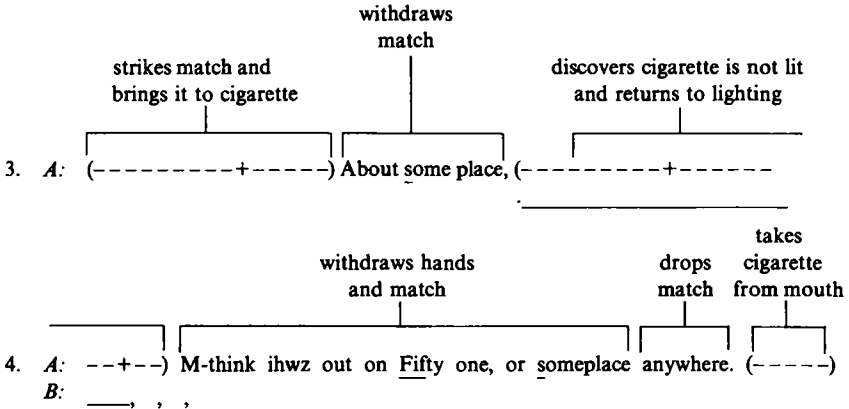 withdraws
match
strikes match and
brings it to cigarette
discovers cigarette is not lit
and returns to lighting
3. A: (----------+-----) About some place, (----------+------
withdraws hands
and match
drops
match
takes
cigarette
from mouth
4. A: --+--) M-think ihwz out on Fifty one, or someplace anywhere. (-----)
B: ____, , ,